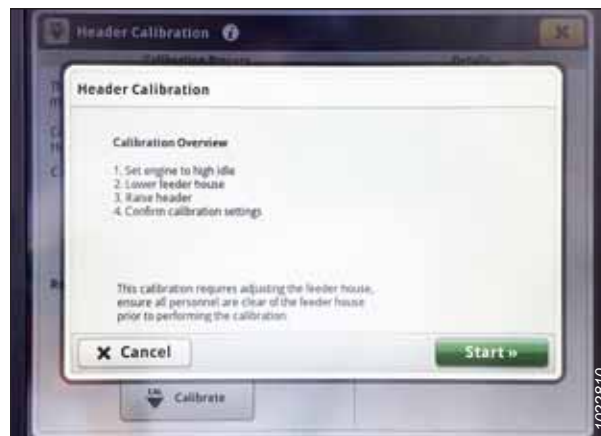 Header Calibration
Header Calibration
Calibration Overview
1. Set engine to high idle
2. Lower feeder house
3. Raise header
4. Confirm calibration settings
This calibration requires adjusting the feeder house,
ensure all personnel are clear of the feeder house
prior to performing the calibration
Cancel
Start »
CAL
Calibrate
1022810